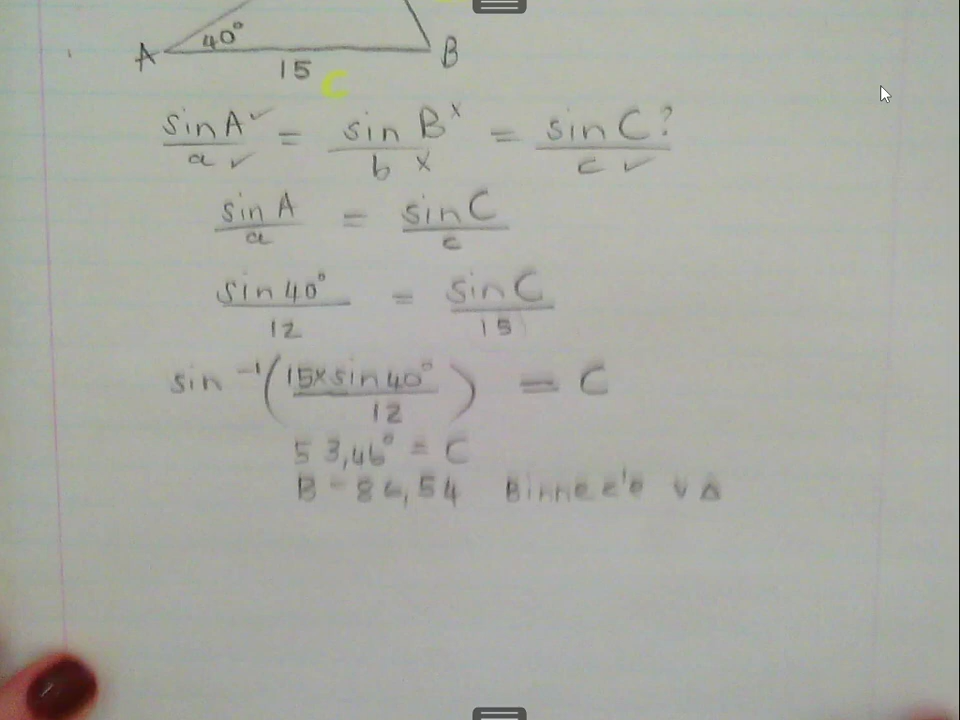 40°
A B
15 c
sin A ✓ / a ✓ = sin B x / b x = sin C ? / c ✓
sin A / a = sin C / c
sin 40° / 12 = sin C / 15
sin⁻¹ ( 15 x sin 40° / 12 ) = C
53,46° = C
B = 86,54 Binne ∠'e v Δ